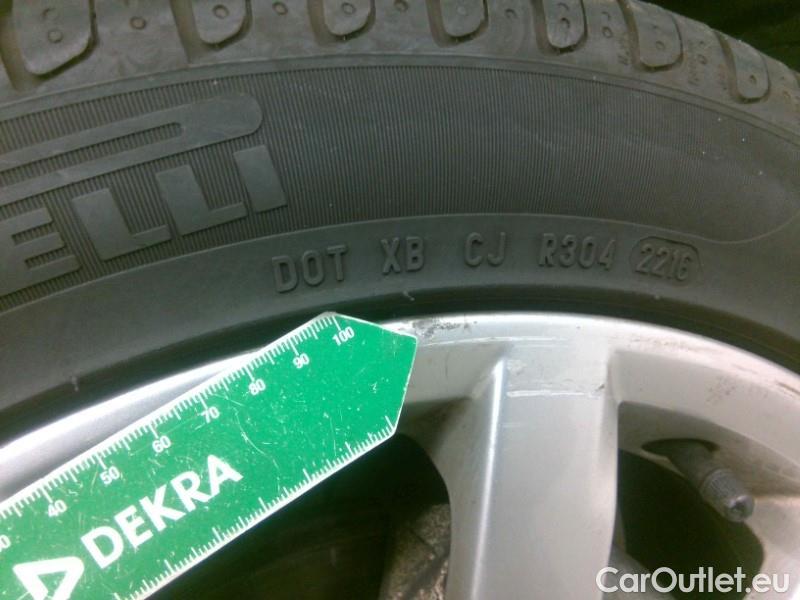 ELLI
DOT XB CJ R304 2216
40 50 60 70 80 90 100
DEKRA
CarOutlet.eu